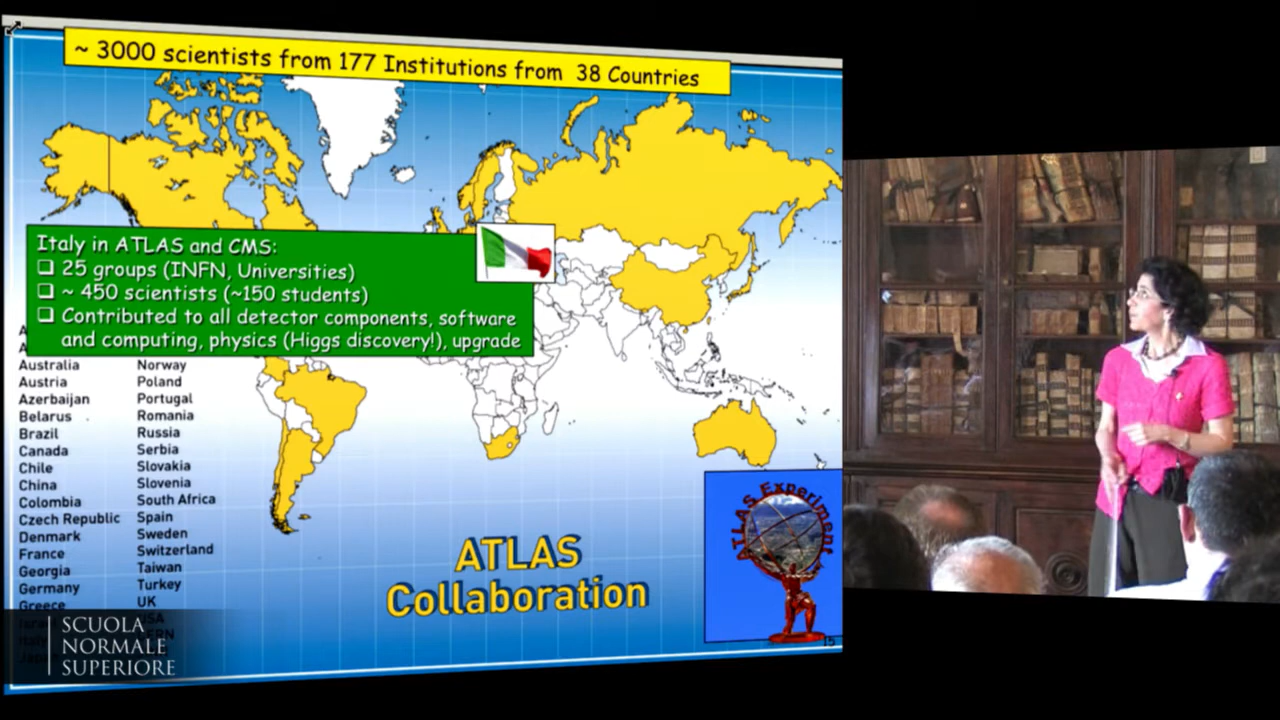 ~ 3000 scientists from 177 Institutions from 38 Countries
Italy in ATLAS and CMS:
❑ 25 groups (INFN, Universities)
❑ ~ 450 scientists (~150 students)
❑ Contributed to all detector components, software
and computing, physics (Higgs discovery!), upgrade
Australia
Austria
Azerbaijan
Belarus
Brazil
Canada
Chile
China
Colombia
Czech Republic
Denmark
France
Georgia
Germany
Greece
Norway
Poland
Portugal
Romania
Russia
Serbia
Slovakia
Slovenia
South Africa
Spain
Sweden
Switzerland
Taiwan
Turkey
UK
ATLAS
Collaboration
ATLAS Experiment
15
SCUOLA
NORMALE
SUPERIORE